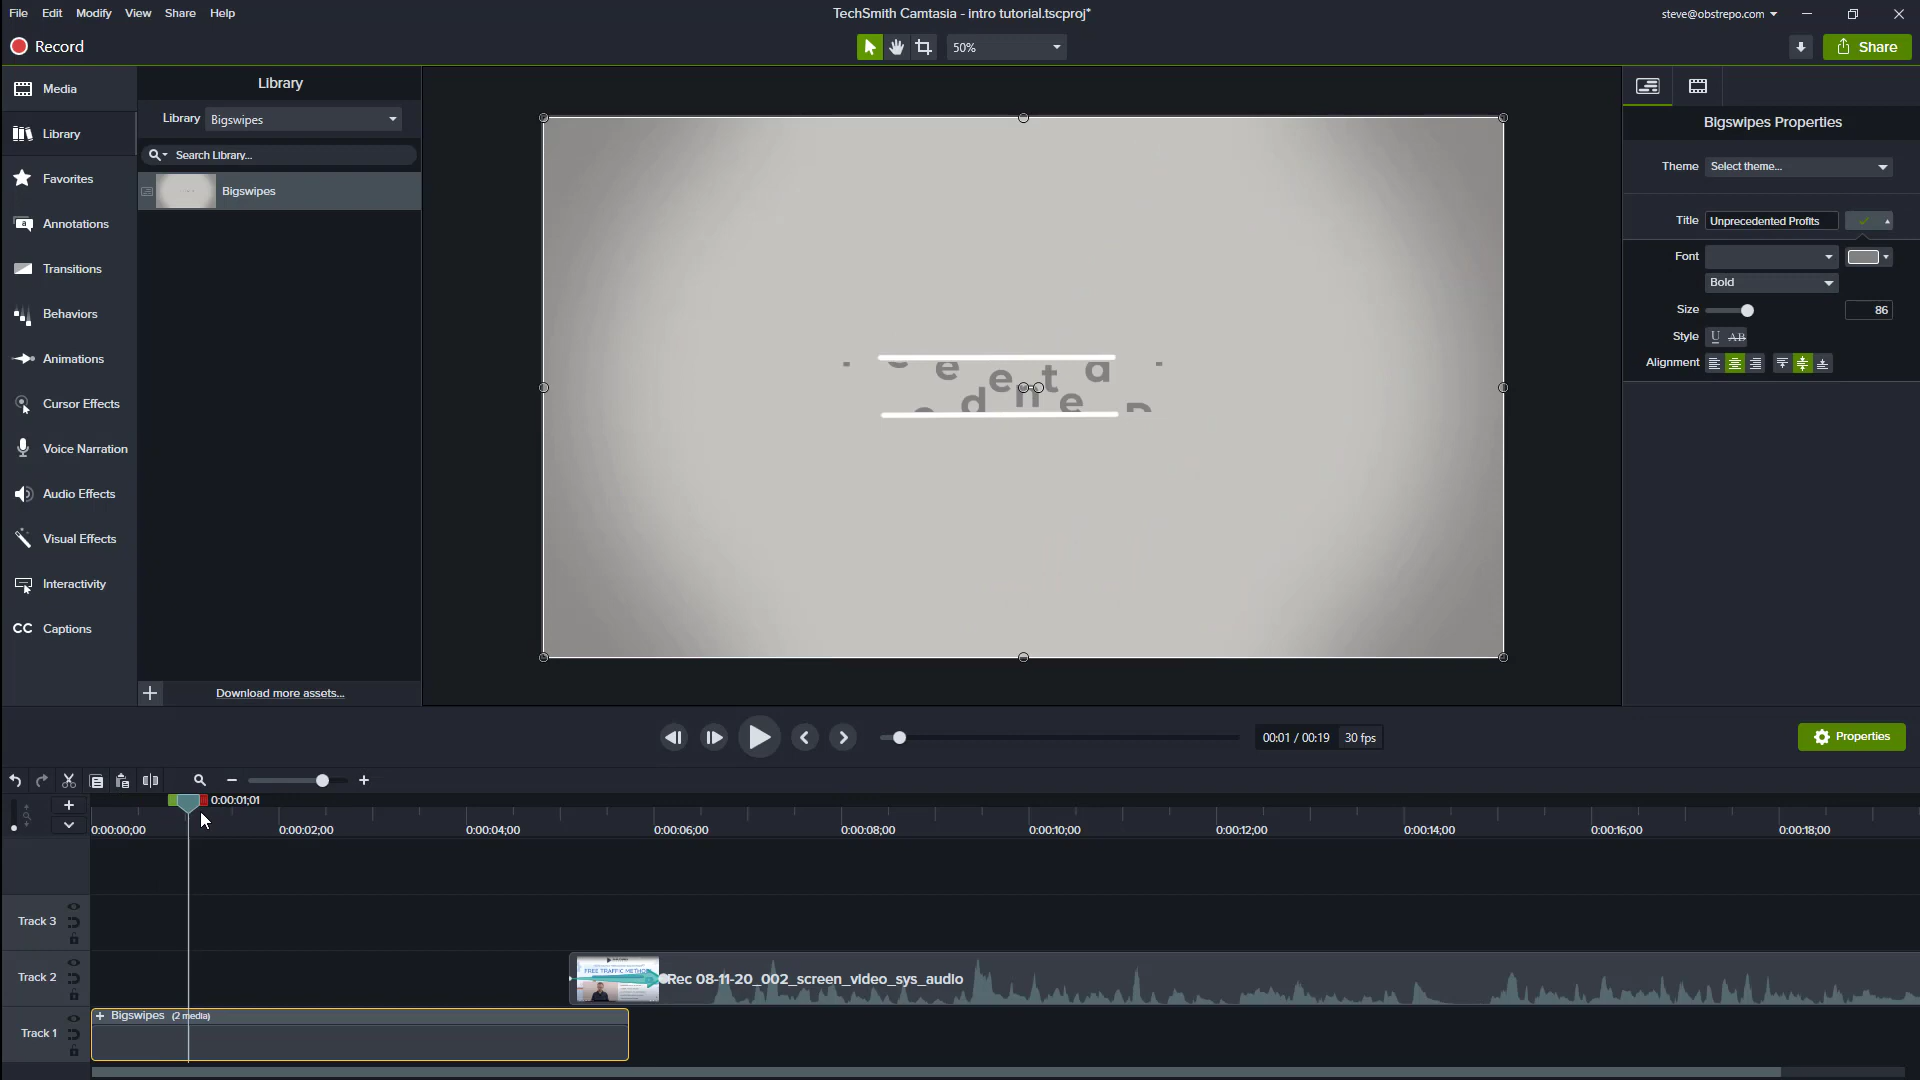 File Edit Modify View Share Help
TechSmith Camtasia - intro tutorial.tscproj*
steve@obstrepo.com
Record
50%
Share
Media
Library
Favorites
Annotations
Transitions
Behaviors
Animations
Cursor Effects
Voice Narration
Audio Effects
Visual Effects
Interactivity
CC Captions
Library
Library Bigswipes
Search Library...
Bigswipes
Download more assets...
e e e t a
d n e
Bigswipes Properties
Theme Select theme...
Title Unprecedented Profits
Font
Bold
Size 86
Style U AB
Alignment
00:01 / 00:19 30 fps
Properties
0:00:01;01
0:00:00;00 0:00:02;00 0:00:04;00 0:00:06;00 0:00:08;00 0:00:10;00 0:00:12;00 0:00:14;00 0:00:16;00 0:00:18;00
Track 3
Track 2
FREE TRAFFIC METHOD
Rec 08-11-20_002_screen_video_sys_audio
Track 1
+ Bigswipes (2 media)